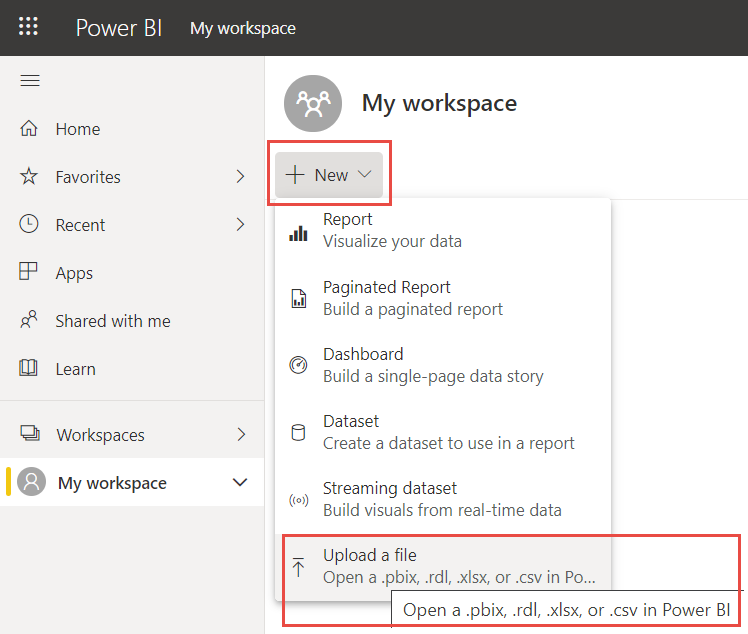 Power BI My workspace
My workspace
Home
Favorites
Recent
Apps
Shared with me
Learn
Workspaces
My workspace
New
Report
Visualize your data
Paginated Report
Build a paginated report
Dashboard
Build a single-page data story
Dataset
Create a dataset to use in a report
Streaming dataset
Build visuals from real-time data
Upload a file
Open a .pbix, .rdl, .xlsx, or .csv in Po...
Open a .pbix, .rdl, .xlsx, or .csv in Power BI